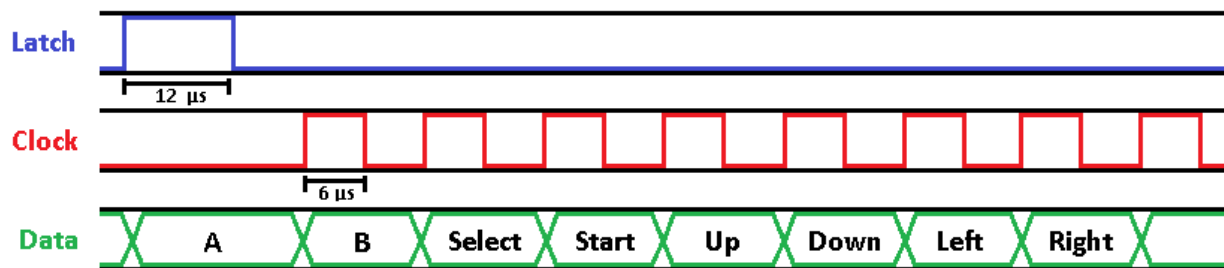 Latch
12 µs
Clock
6 µs
Data A B Select Start Up Down Left Right